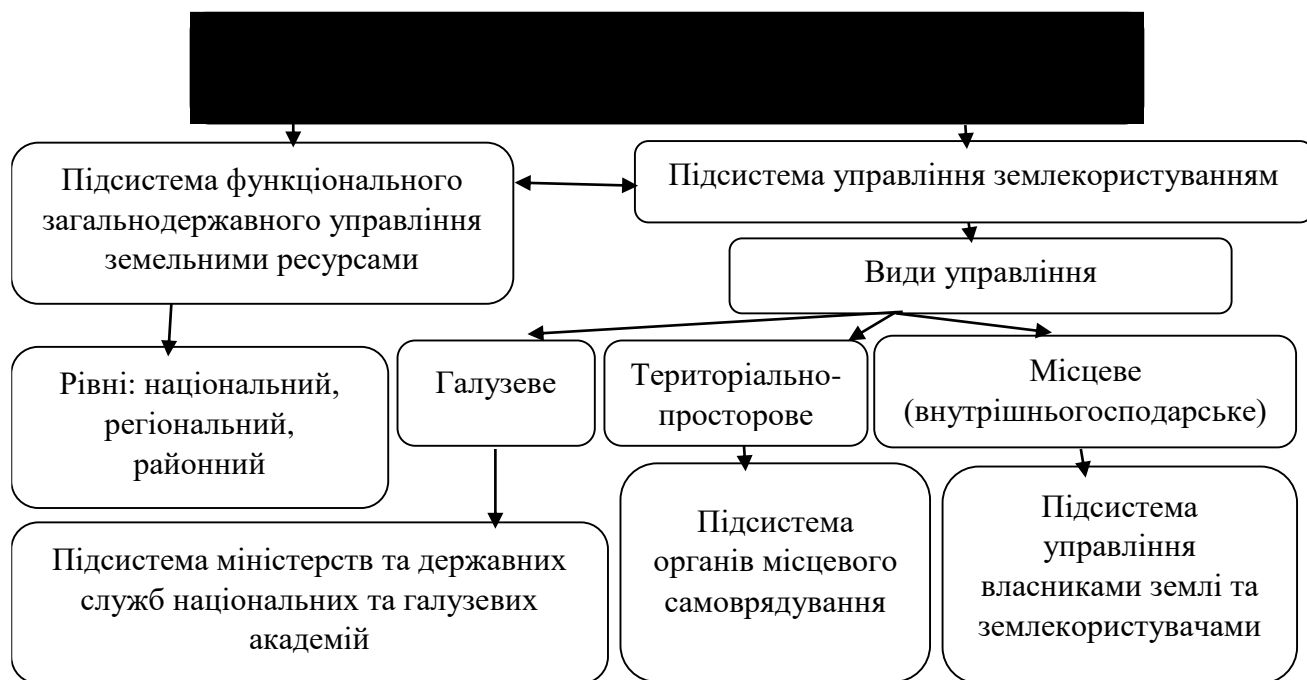 Підсистема функціонального
загальнодержавного управління
земельними ресурсами
Підсистема управління землекористуванням
Види управління
Рівні: національний,
регіональний,
районний
Галузеве
Територіально-
просторове
Місцеве
(внутрішньогосподарське)
Підсистема міністерств та державних
служб національних та галузевих
академій
Підсистема
органів місцевого
самоврядування
Підсистема
управління
власниками землі та
землекористувачами